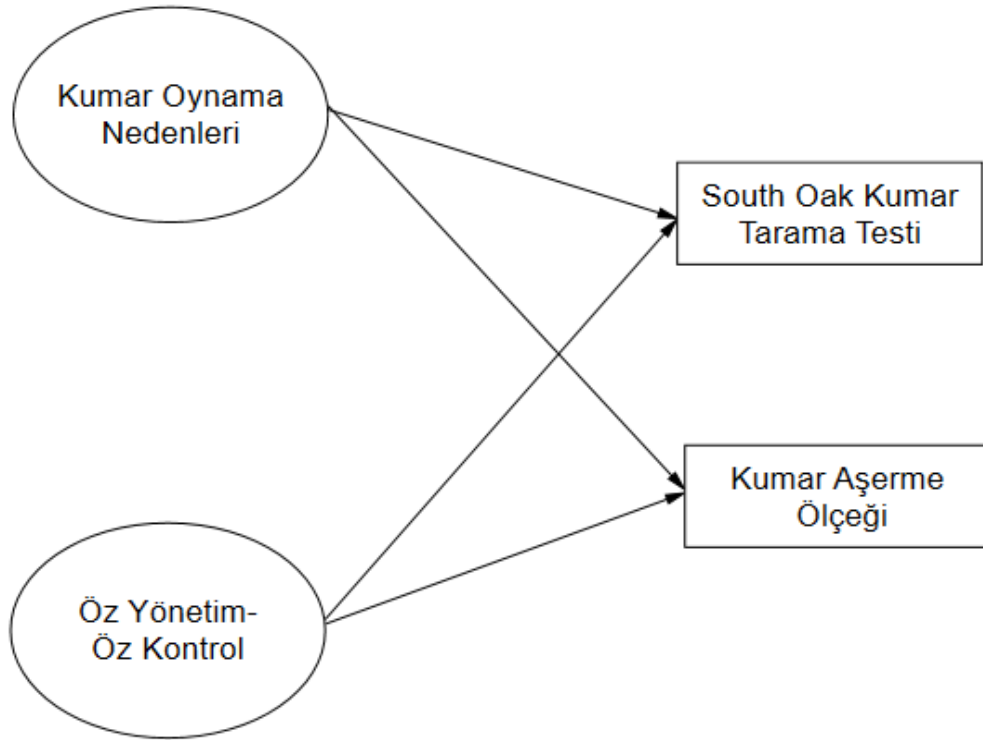 Kumar Oynama
Nedenleri
South Oak Kumar
Tarama Testi
Kumar Aşerme
Ölçeği
Öz Yönetim-
Öz Kontrol